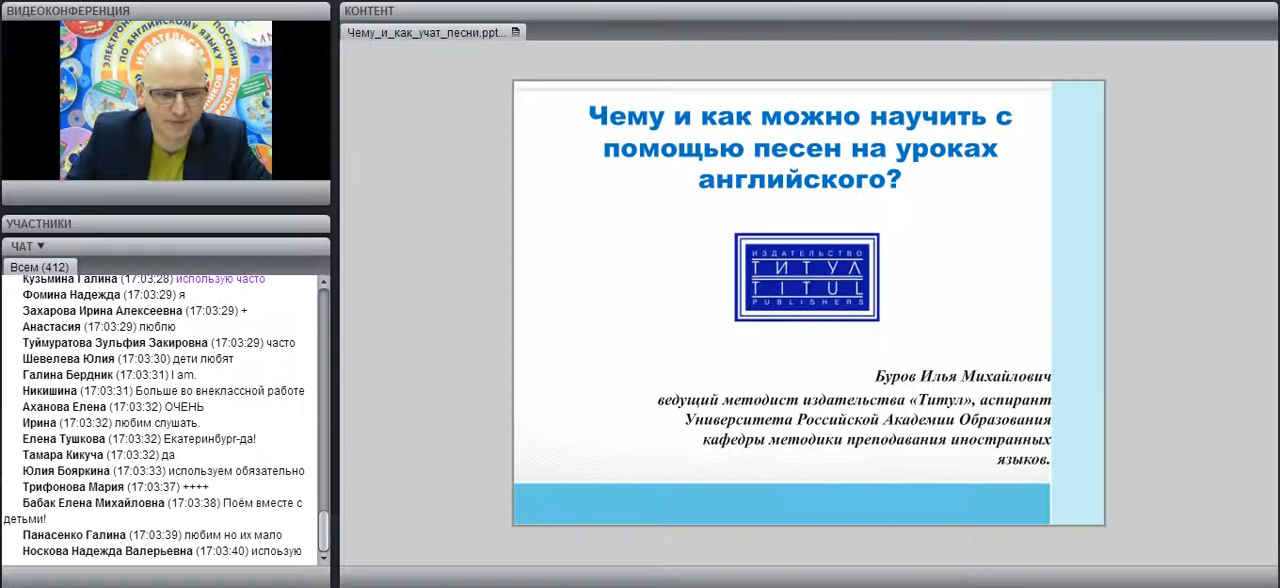 ВИДЕОКОНФЕРЕНЦИЯ
ЭЛЕКТРОННЫЕ ПОСОБИЯ
ПО АНГЛИЙСКОМУ ЯЗЫКУ
ИЗДАТЕЛЬСТВА
УЧАСТНИКИ
ЧАТ ▼
Всем (412)
Кузьмина Галина (17:03:28) использую часто
Фомина Надежда (17:03:29) я
Захарова Ирина Алексеевна (17:03:29) +
Анастасия (17:03:29) люблю
Туймуратова Зульфия Закировна (17:03:29) часто
Шевелева Юлия (17:03:30) дети любят
Галина Бердник (17:03:31) I am.
Никишина (17:03:31) Больше во внеклассной работе
Аханова Елена (17:03:32) ОЧЕНЬ
Ирина (17:03:32) любим слушать.
Елена Тушкова (17:03:32) Екатеринбург-да!
Тамара Кикуча (17:03:32) да
Юлия Бояркина (17:03:33) используем обязательно
Трифонова Мария (17:03:37) ++++
Бабак Елена Михайловна (17:03:38) Поём вместе с
детьми!
Панасенко Галина (17:03:39) любим но их мало
Носкова Надежда Валерьевна (17:03:40) испоьзую
КОНТЕНТ
Чему_и_как_учат_песни.ppt...
Чему и как можно научить с
помощью песен на уроках
английского?
ИЗДАТЕЛЬСТВО
ТИТУЛ
TITUL
PUBLISHERS
Буров Илья Михайлович
ведущий методист издательства «Титул», аспирант
Университета Российской Академии Образования
кафедры методики преподавания иностранных
языков.